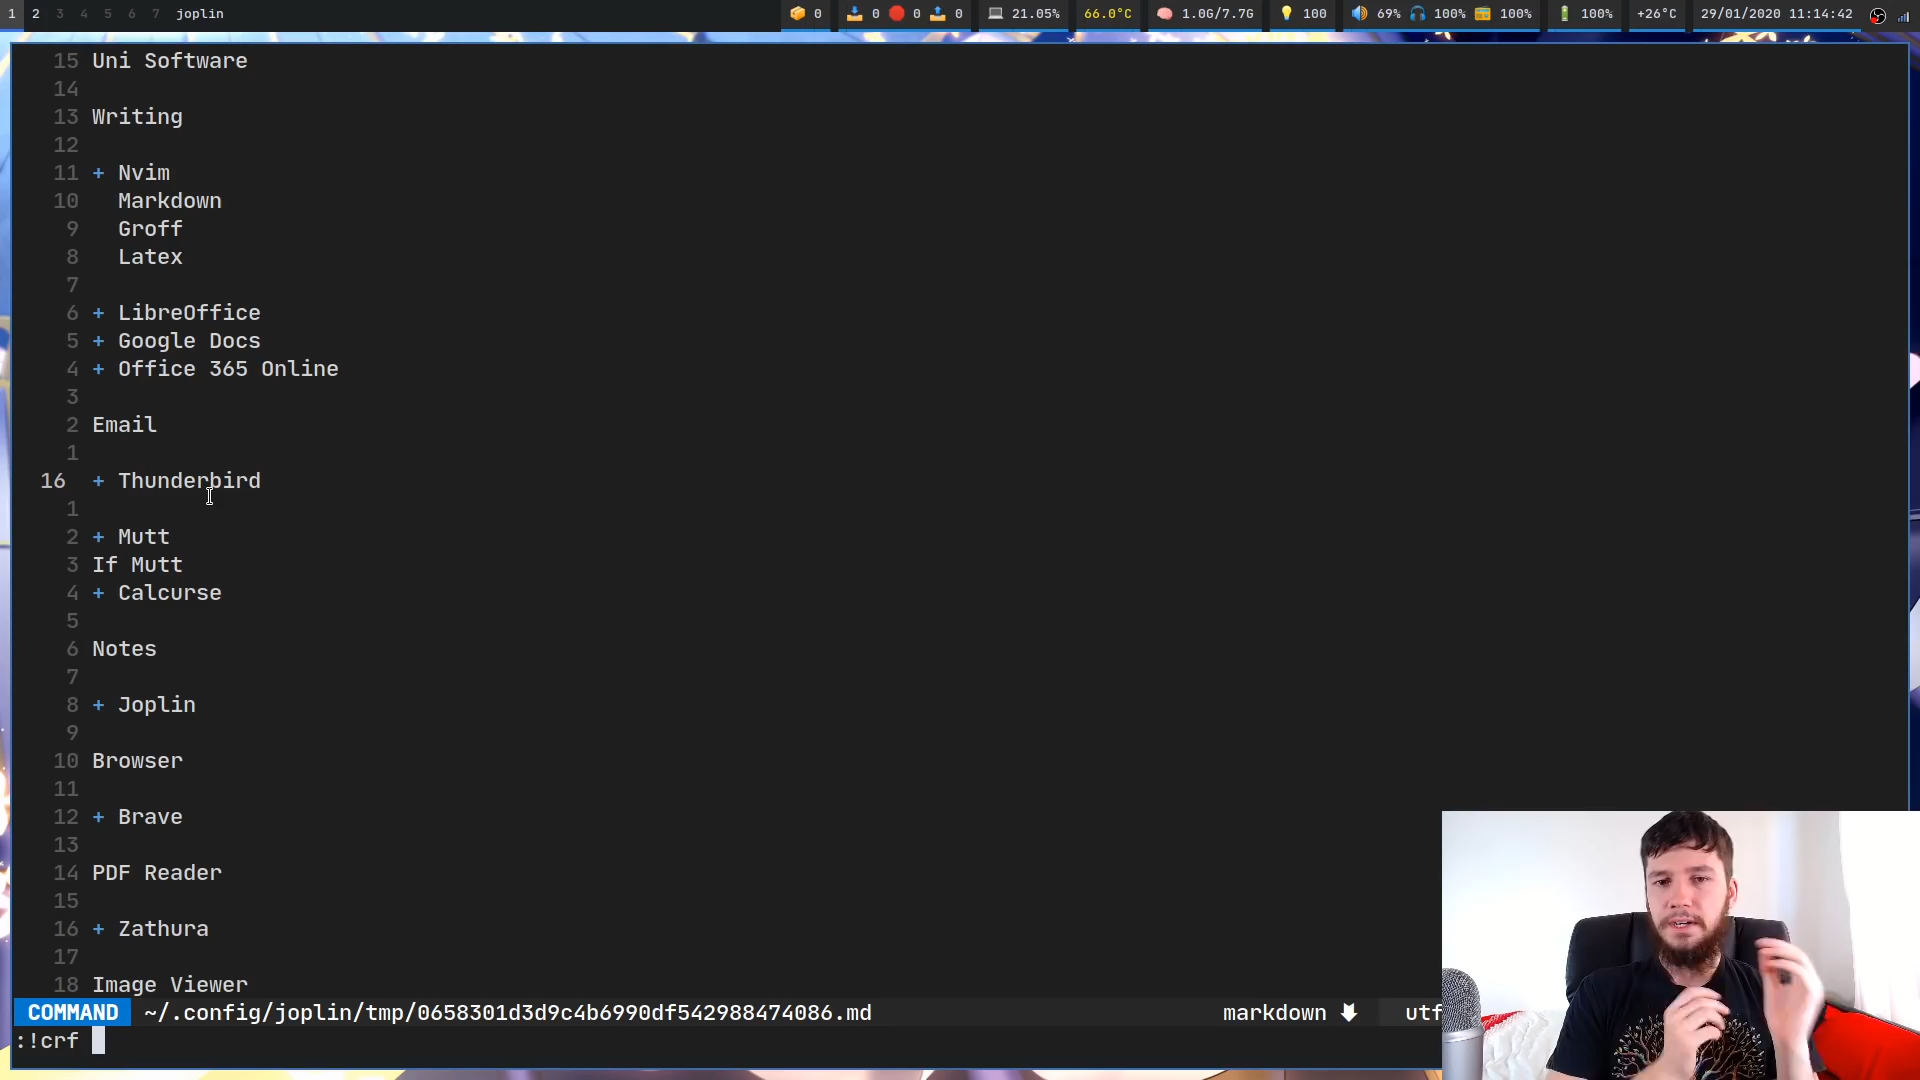 1 2 3 4 5 6 7 joplin 0 0 0 0 21.05% 66.0°C 1.0G/7.7G 100 69% 100% 100% 100% +26°C 29/01/2020 11:14:42
15 Uni Software
14
13 Writing
12
11 + Nvim
10 Markdown
9 Groff
8 Latex
7
6 + LibreOffice
5 + Google Docs
4 + Office 365 Online
3
2 Email
1
16 + Thunderbird
1
2 + Mutt
3 If Mutt
4 + Calcurse
5
6 Notes
7
8 + Joplin
9
10 Browser
11
12 + Brave
13
14 PDF Reader
15
16 + Zathura
17
18 Image Viewer
COMMAND ~/.config/joplin/tmp/0658301d3d9c4b6990df542988474086.md markdown utf
:!crf